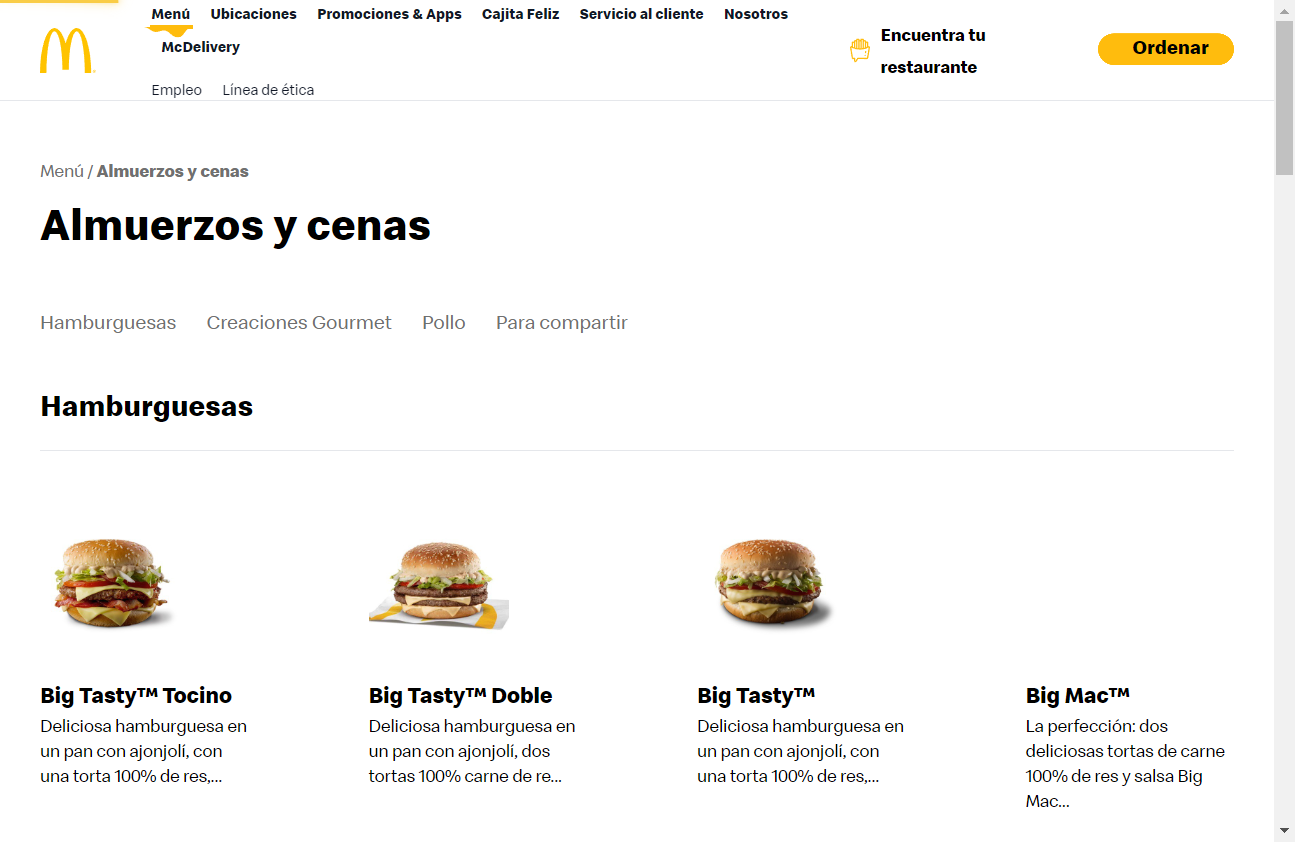 Menú Ubicaciones Promociones & Apps Cajita Feliz Servicio al cliente Nosotros
McDelivery
Empleo Línea de ética
Encuentra tu
restaurante
Ordenar
Menú / Almuerzos y cenas
Almuerzos y cenas
Hamburguesas Creaciones Gourmet Pollo Para compartir
Hamburguesas
Big Tasty™ Tocino
Deliciosa hamburguesa en
un pan con ajonjolí, con
una torta 100% de res,...
Big Tasty™ Doble
Deliciosa hamburguesa en
un pan con ajonjolí, dos
tortas 100% carne de re...
Big Tasty™
Deliciosa hamburguesa en
un pan con ajonjolí, con
una torta 100% de res,...
Big Mac™
La perfección: dos
deliciosas tortas de carne
100% de res y salsa Big
Mac...